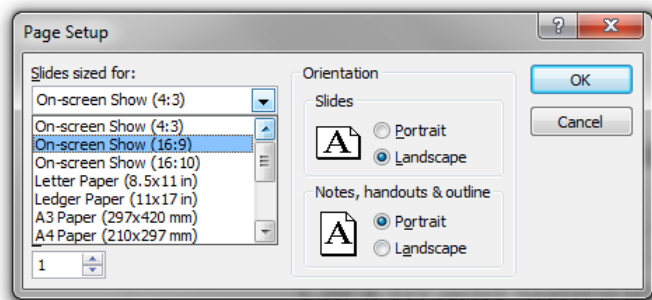 Page Setup
Slides sized for:
On-screen Show (4:3)
On-screen Show (4:3)
On-screen Show (16:9)
On-screen Show (16:10)
Letter Paper (8.5x11 in)
Ledger Paper (11x17 in)
A3 Paper (297x420 mm)
A4 Paper (210x297 mm)
1
Orientation
Slides
A
Portrait
Landscape
Notes, handouts & outline
A
Portrait
Landscape
OK
Cancel